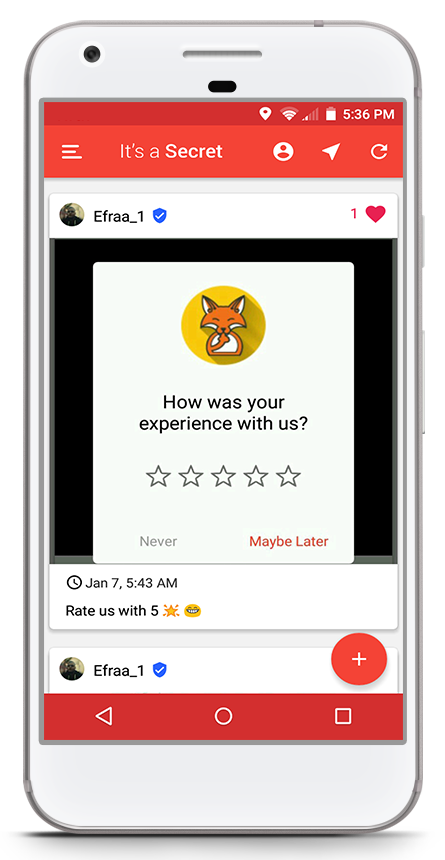 5:36 PM
It's a Secret
Efraa_1
1
How was your
experience with us?
Never
Maybe Later
Jan 7, 5:43 AM
Rate us with 5
Efraa_1